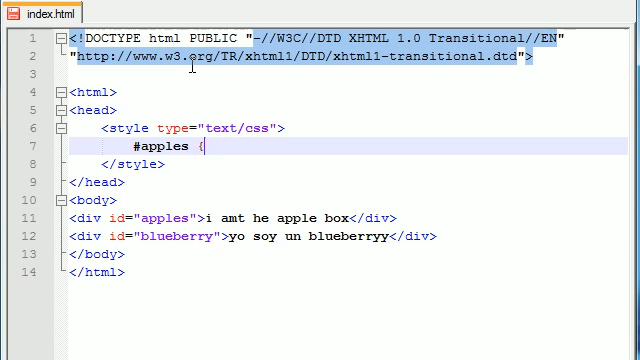 index.html
1 <!DOCTYPE html PUBLIC "-//W3C//DTD XHTML 1.0 Transitional//EN"
2 "http://www.w3.org/TR/xhtml1/DTD/xhtml1-transitional.dtd">
3
4 <html>
5 <head>
6 <style type="text/css">
7 #apples {
8 </style>
9 </head>
10 <body>
11 <div id="apples">i amt he apple box</div>
12 <div id="blueberry">yo soy un blueberryy</div>
13 </body>
14 </html>